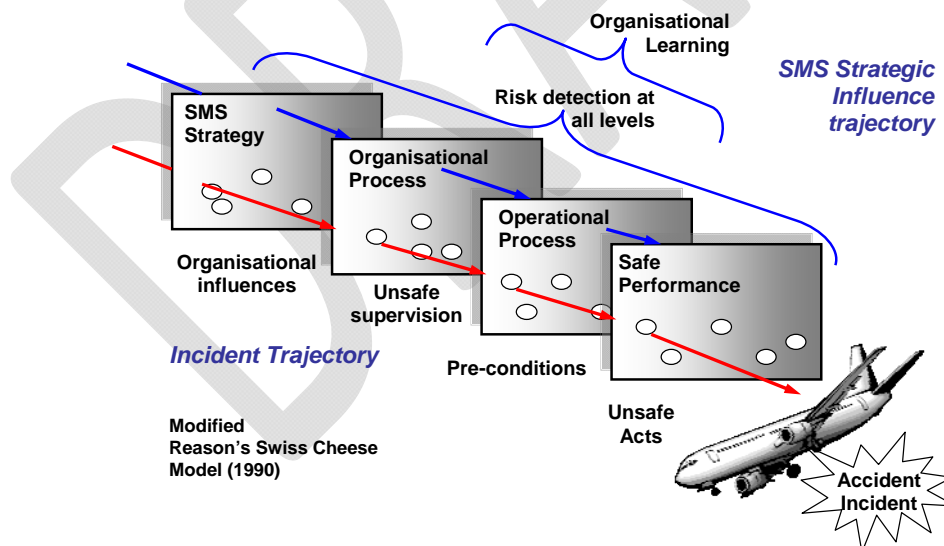 Organisational
Learning
SMS Strategic
Influence
trajectory
Risk detection at
all levels
SMS
Strategy
Organisational
Process
Operational
Process
Safe
Performance
Organisational
influences
Unsafe
supervision
Incident Trajectory
Pre-conditions
Unsafe
Acts
Modified
Reason's Swiss Cheese
Model (1990)
Accident
Incident